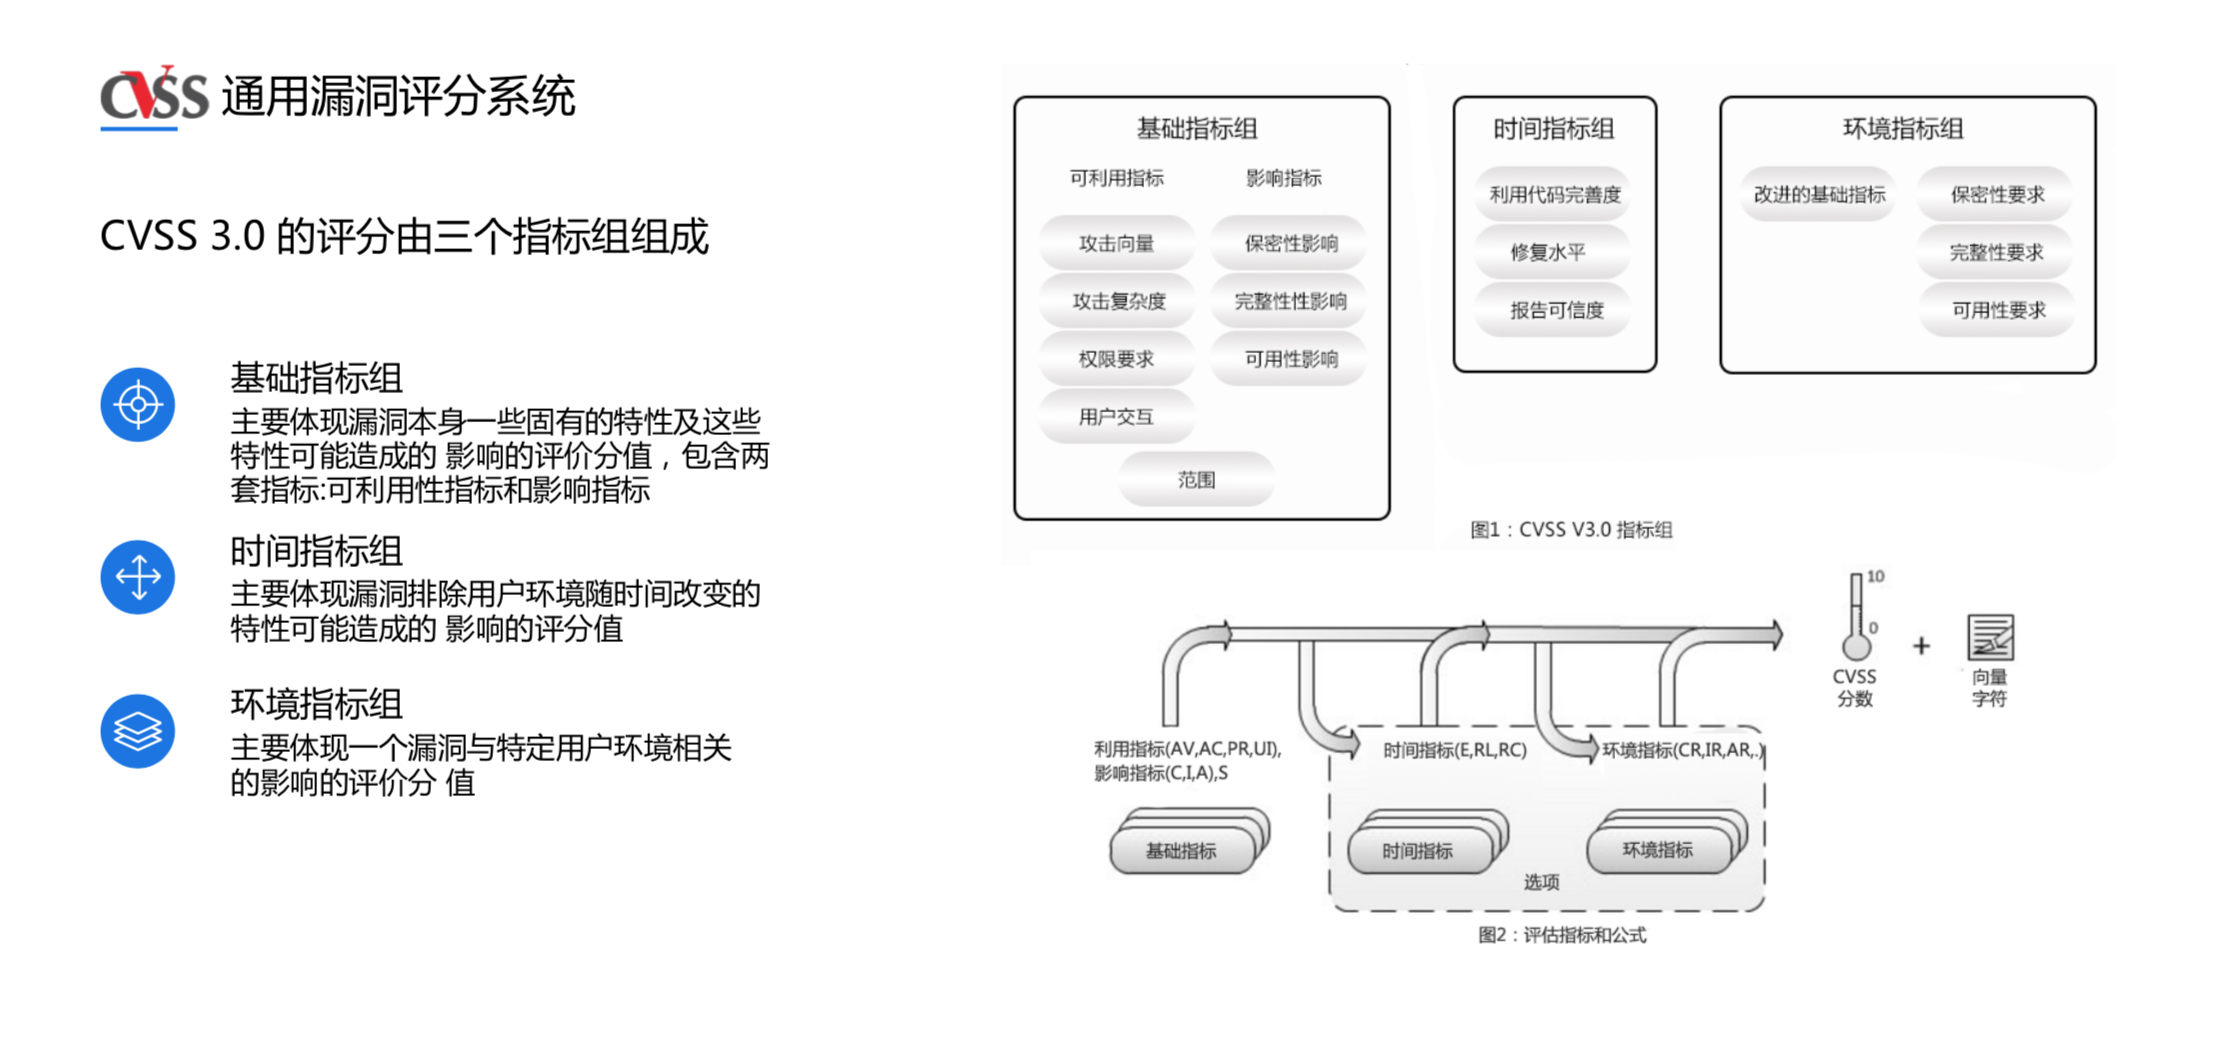 CVSS 通用漏洞评分系统
CVSS 3.0 的评分由三个指标组组成
基础指标组
主要体现漏洞本身一些固有的特性及这些
特性可能造成的 影响的评价分值，包含两
套指标:可利用性指标和影响指标
时间指标组
主要体现漏洞排除用户环境随时间改变的
特性可能造成的 影响的评分值
环境指标组
主要体现一个漏洞与特定用户环境相关
的影响的评价分 值
基础指标组
可利用指标
影响指标
攻击向量
保密性影响
攻击复杂度
完整性性影响
权限要求
可用性影响
用户交互
范围
时间指标组
利用代码完善度
修复水平
报告可信度
环境指标组
改进的基础指标
保密性要求
完整性要求
可用性要求
图1：CVSS V3.0 指标组
10
0
CVSS
分数
+
向量
字符
利用指标(AV,AC,PR,UI),
影响指标(C,I,A),S
时间指标(E,RL,RC)
环境指标(CR,IR,AR,.)
基础指标
时间指标
环境指标
选项
图2：评估指标和公式